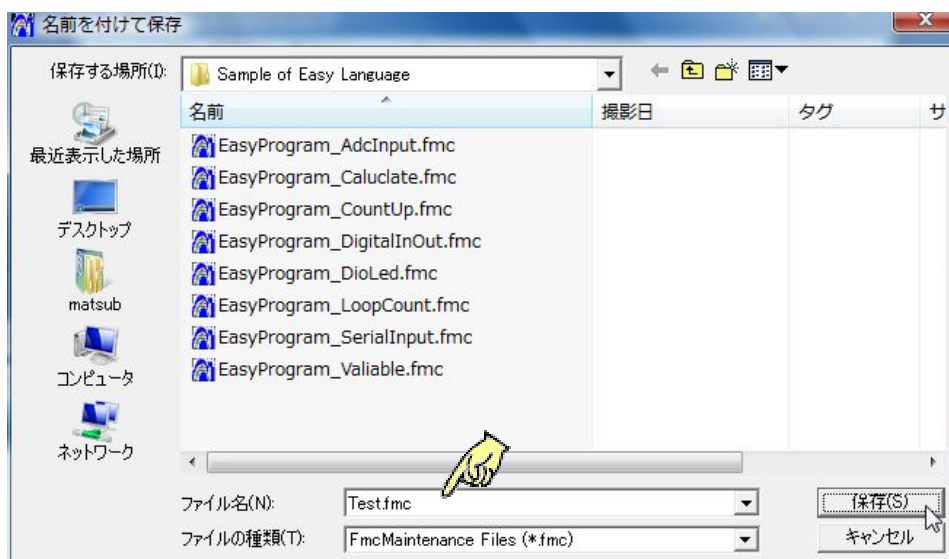 名前を付けて保存
保存する場所(I):
Sample of Easy Language
名前
撮影日
タグ
サ
最近表示した場所
デスクトップ
matsub
コンピュータ
ネットワーク
EasyProgram_AdcInput.fmc
EasyProgram_Caluclate.fmc
EasyProgram_CountUp.fmc
EasyProgram_DigitalInOut.fmc
EasyProgram_DioLed.fmc
EasyProgram_LoopCount.fmc
EasyProgram_SerialInput.fmc
EasyProgram_Valiable.fmc
ファイル名(N):
Test.fmc
保存(S)
ファイルの種類(T):
FmcMaintenance Files (*.fmc)
キャンセル